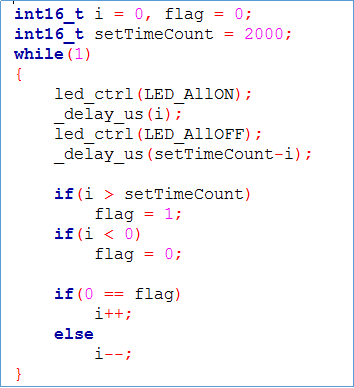 int16_t i = 0, flag = 0;
int16_t setTimeCount = 2000;
while(1)
{
    led_ctrl(LED_AllON);
    _delay_us(i);
    led_ctrl(LED_AllOFF);
    _delay_us(setTimeCount-i);

    if(i > setTimeCount)
        flag = 1;
    if(i < 0)
        flag = 0;

    if(0 == flag)
        i++;
    else
        i--;
}